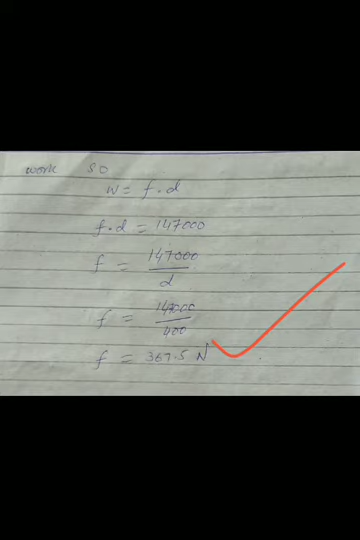 work so
W = f.d
f.d = 147000
f = 147000/d
f = 147000/400
f = 367.5 N